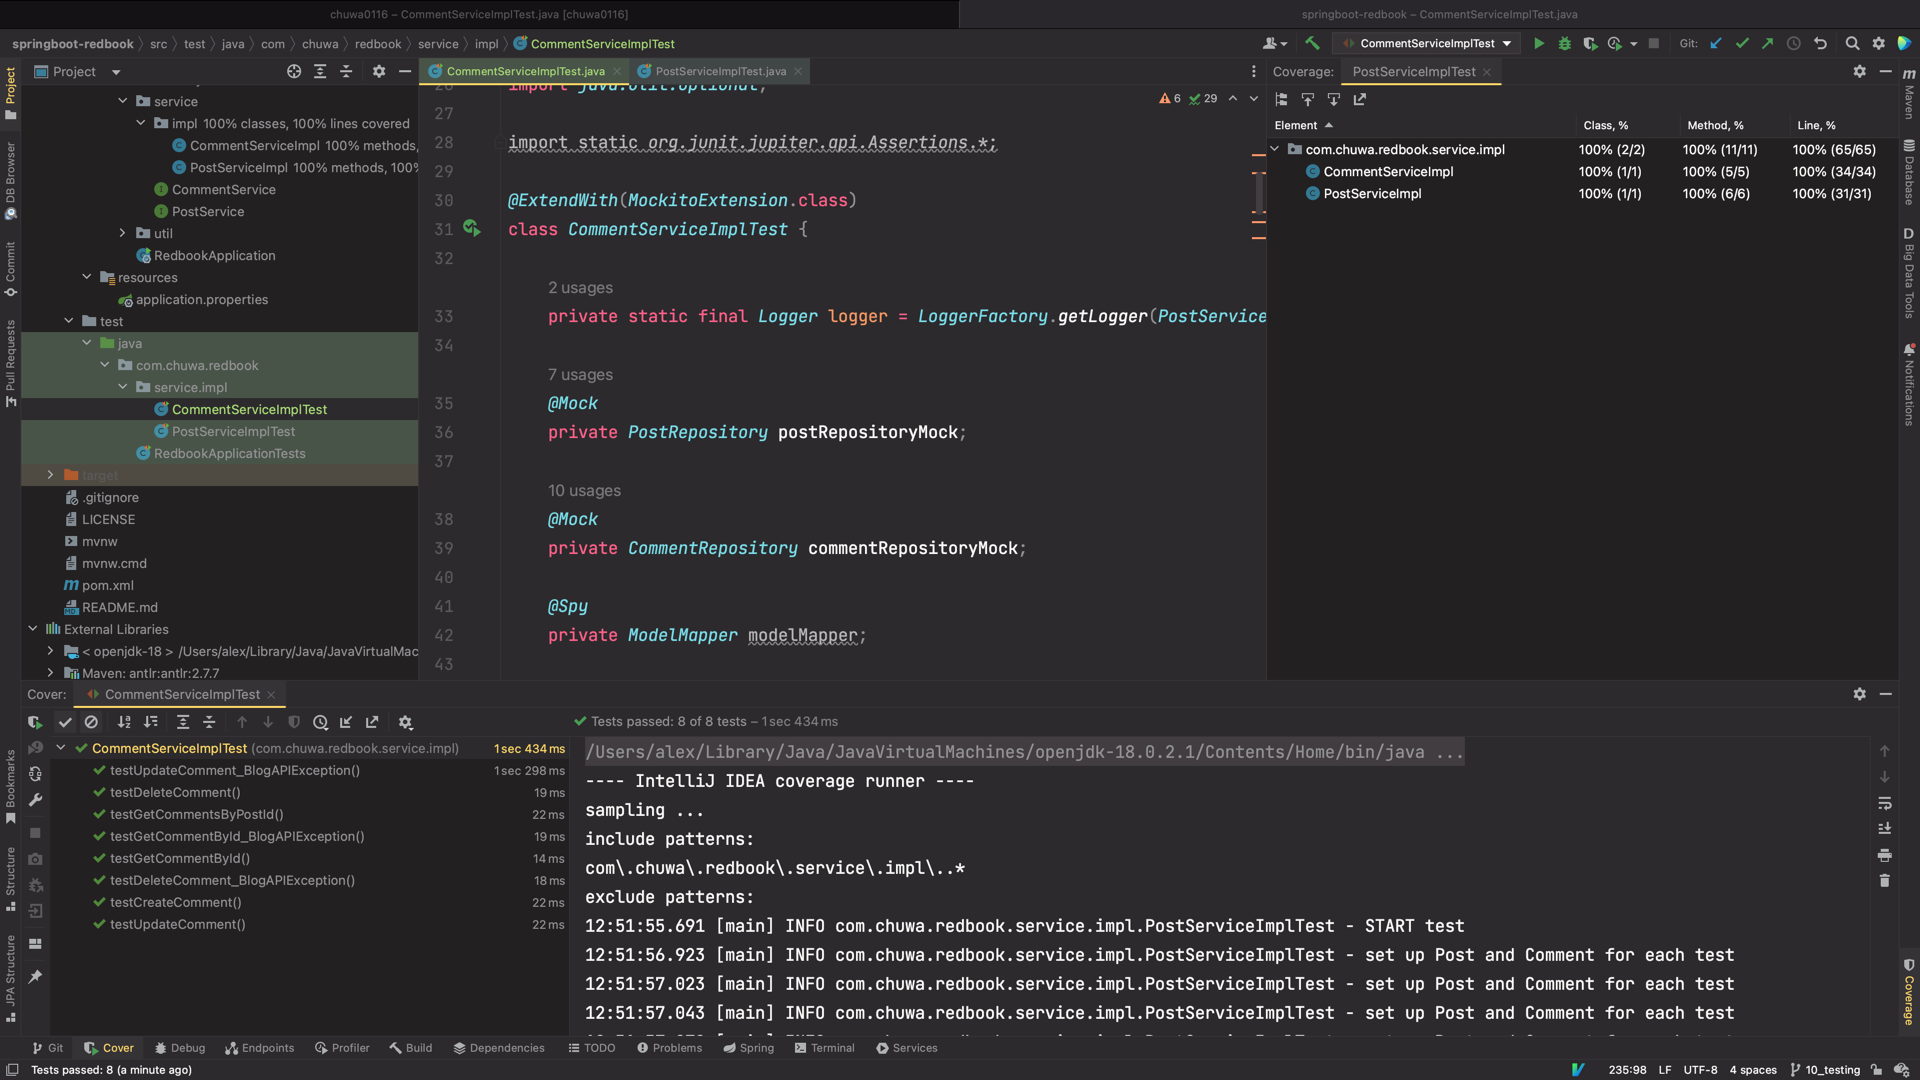 chuwa0116 – CommentServiceImplTest.java [chuwa0116]
springboot-redbook – CommentServiceImplTest.java
springboot-redbook src test java com chuwa redbook service impl CommentServiceImplTest
CommentServiceImplTest
Git:
Project
Project
CommentServiceImplTest.java
PostServiceImplTest.java
Coverage:
PostServiceImplTest
service
impl 100% classes, 100% lines covered
CommentServiceImpl 100% methods,
PostServiceImpl 100% methods, 100%
CommentService
PostService
util
RedbookApplication
resources
application.properties
test
java
com.chuwa.redbook
service.impl
CommentServiceImplTest
PostServiceImplTest
RedbookApplicationTests
target
.gitignore
LICENSE
mvnw
mvnw.cmd
pom.xml
README.md
External Libraries
< openjdk-18 > /Users/alex/Library/Java/JavaVirtualMac
Maven: antlr:antlr:2.7.7
DB Browser
Commit
Pull Requests
Bookmarks
Structure
JPA Structure
26 import java.util.Optional;
6 29
27
28 import static org.junit.jupiter.api.Assertions.*;
29
30 @ExtendWith(MockitoExtension.class)
31 class CommentServiceImplTest {
32
2 usages
33 private static final Logger logger = LoggerFactory.getLogger(PostService
34
7 usages
35 @Mock
36 private PostRepository postRepositoryMock;
37
10 usages
38 @Mock
39 private CommentRepository commentRepositoryMock;
40
41 @Spy
42 private ModelMapper modelMapper;
43
Element Class, % Method, % Line, %
com.chuwa.redbook.service.impl 100% (2/2) 100% (11/11) 100% (65/65)
CommentServiceImpl 100% (1/1) 100% (5/5) 100% (34/34)
PostServiceImpl 100% (1/1) 100% (6/6) 100% (31/31)
Maven
Database
Big Data Tools
Notifications
Coverage
Cover: CommentServiceImplTest
Tests passed: 8 of 8 tests – 1 sec 434 ms
CommentServiceImplTest (com.chuwa.redbook.service.impl) 1 sec 434 ms
testUpdateComment_BlogAPIException() 1 sec 298 ms
testDeleteComment() 19 ms
testGetCommentsByPostId() 22 ms
testGetCommentById_BlogAPIException() 19 ms
testGetCommentById() 14 ms
testDeleteComment_BlogAPIException() 18 ms
testCreateComment() 22 ms
testUpdateComment() 22 ms
/Users/alex/Library/Java/JavaVirtualMachines/openjdk-18.0.2.1/Contents/Home/bin/java ...
---- IntelliJ IDEA coverage runner ----
sampling ...
include patterns:
com\.chuwa\.redbook\.service\.impl\..*
exclude patterns:
12:51:55.691 [main] INFO com.chuwa.redbook.service.impl.PostServiceImplTest - START test
12:51:56.923 [main] INFO com.chuwa.redbook.service.impl.PostServiceImplTest - set up Post and Comment for each test
12:51:57.023 [main] INFO com.chuwa.redbook.service.impl.PostServiceImplTest - set up Post and Comment for each test
12:51:57.043 [main] INFO com.chuwa.redbook.service.impl.PostServiceImplTest - set up Post and Comment for each test
Git Cover Debug Endpoints Profiler Build Dependencies TODO Problems Spring Terminal Services
Tests passed: 8 (a minute ago)
235:98 LF UTF-8 4 spaces 10_testing